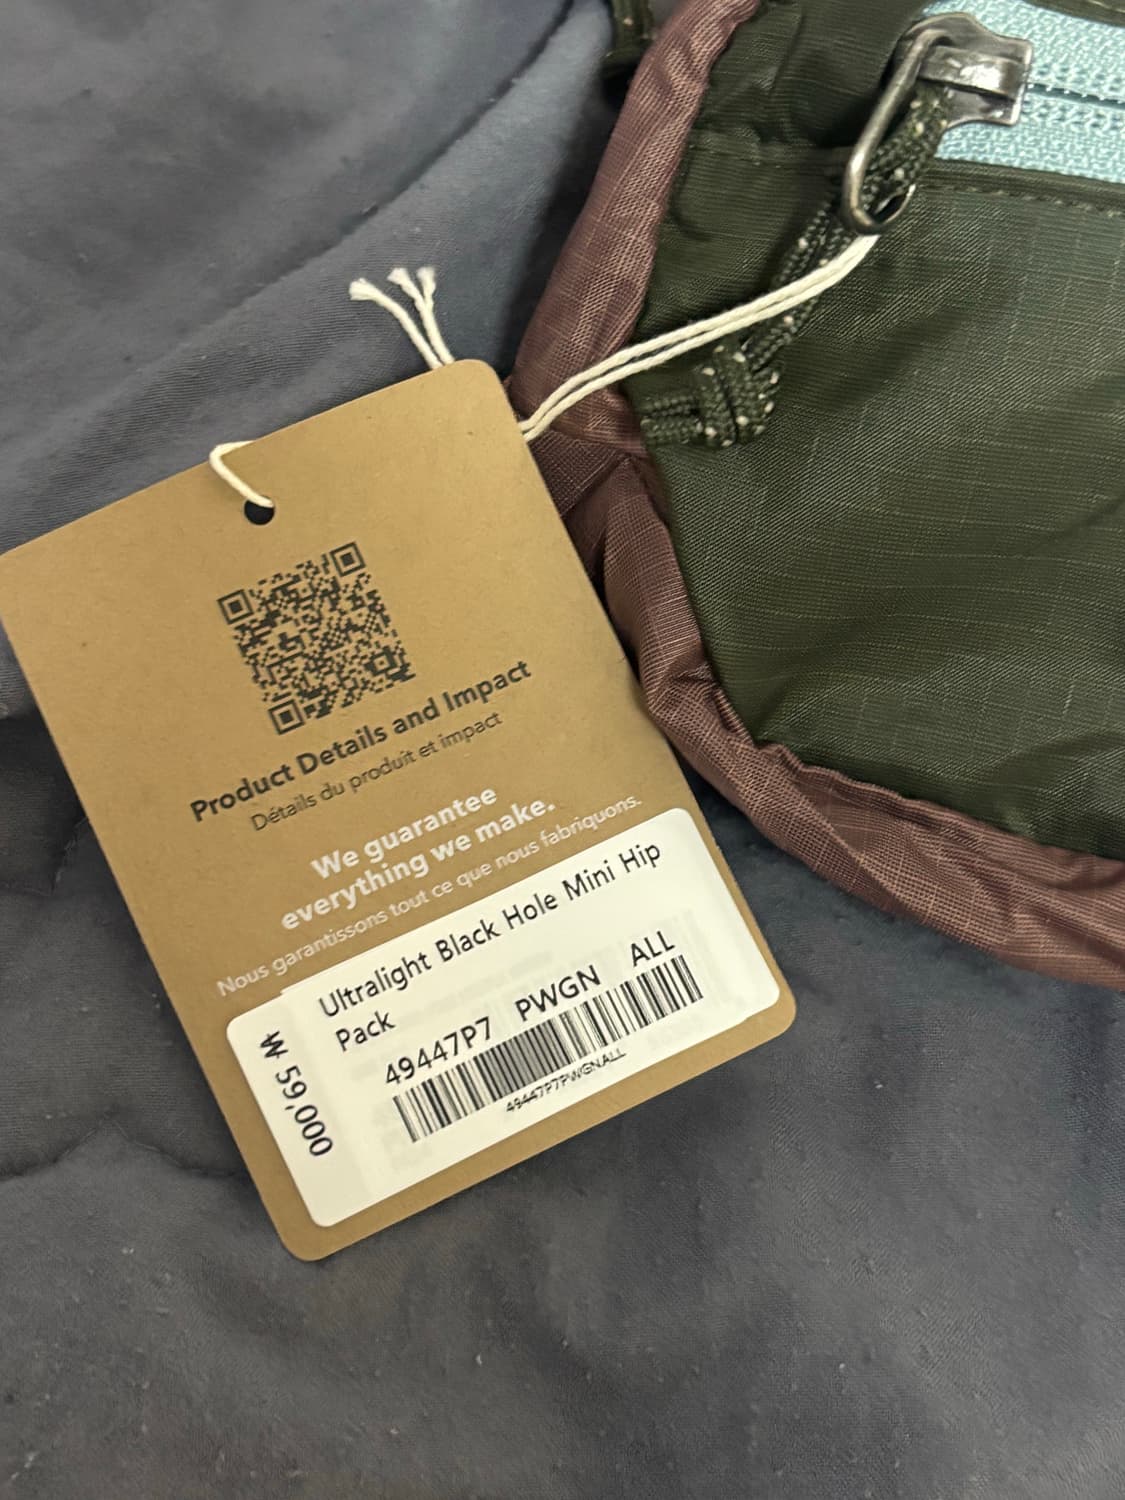 Product Details and Impact
Détails du produit et impact
We guarantee
everything we make.
Nous garantissons tout ce que nous fabriquons.
Ultralight Black Hole Mini Hip
Pack
49447P7 PWGN ALL
49447P7PWGNALL
₩ 59,000